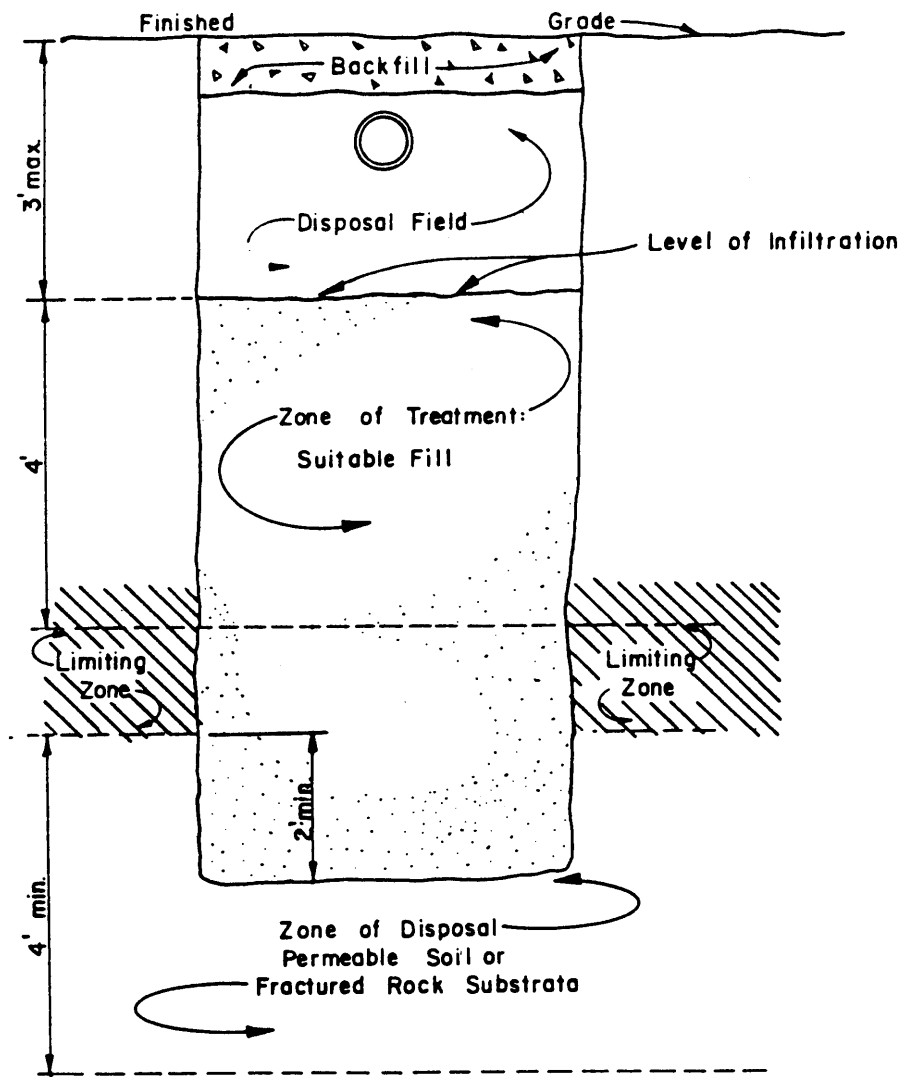 Finished
Grade
Backfill
3' max.
Disposal Field
Level of Infiltration
4'
Zone of Treatment:
Suitable Fill
Limiting
Zone
Limiting
Zone
2' min.
4' min.
Zone of Disposal
Permeable Soil or
Fractured Rock Substrata